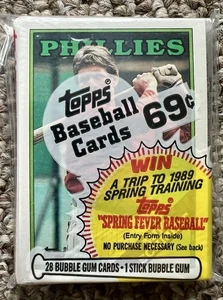 PHILLIES
Topps
Baseball
Cards
69¢
WIN
A TRIP TO 1989
SPRING TRAINING
Topps
"SPRING FEVER BASEBALL"
(Entry Form Inside)
NO PURCHASE NECESSARY (See back)
28 BUBBLE GUM CARDS • 1 STICK BUBBLE GUM